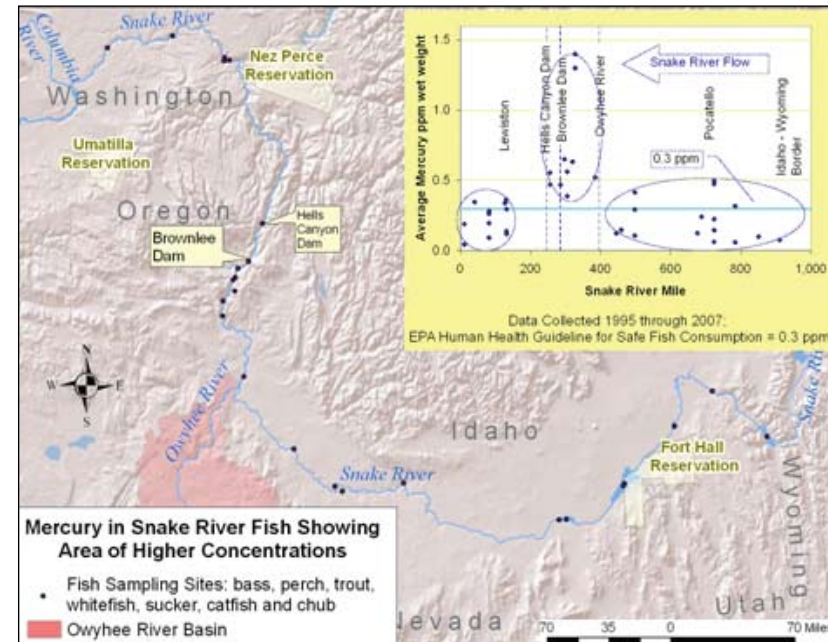 Snake River
Columbia
River
Nez Perce
Reservation
Washington
Umatilla
Reservation
Oregon
Hells
Canyon
Dam
Brownlee
Dam
N
W
E
S
Owyhee River
Idaho
Snake River
Fort Hall
Reservation
Snake River
Wyoming
Utah
Nevada
70 35 0 70 Miles
Average Mercury ppm wet weight
1.5
1.0
0.5
0.0
Lewiston
Hells Canyon Dam
Brownlee Dam
Owyhee River
Snake River Flow
Pocatello
0.3 ppm
Idaho - Wyoming
Border
0 200 400 600 800 1,000
Snake River Mile
Data Collected 1995 through 2007;
EPA Human Health Guideline for Safe Fish Consumption = 0.3 ppm
Mercury in Snake River Fish Showing
Area of Higher Concentrations
Fish Sampling Sites: bass, perch, trout,
whitefish, sucker, catfish and chub
Owyhee River Basin